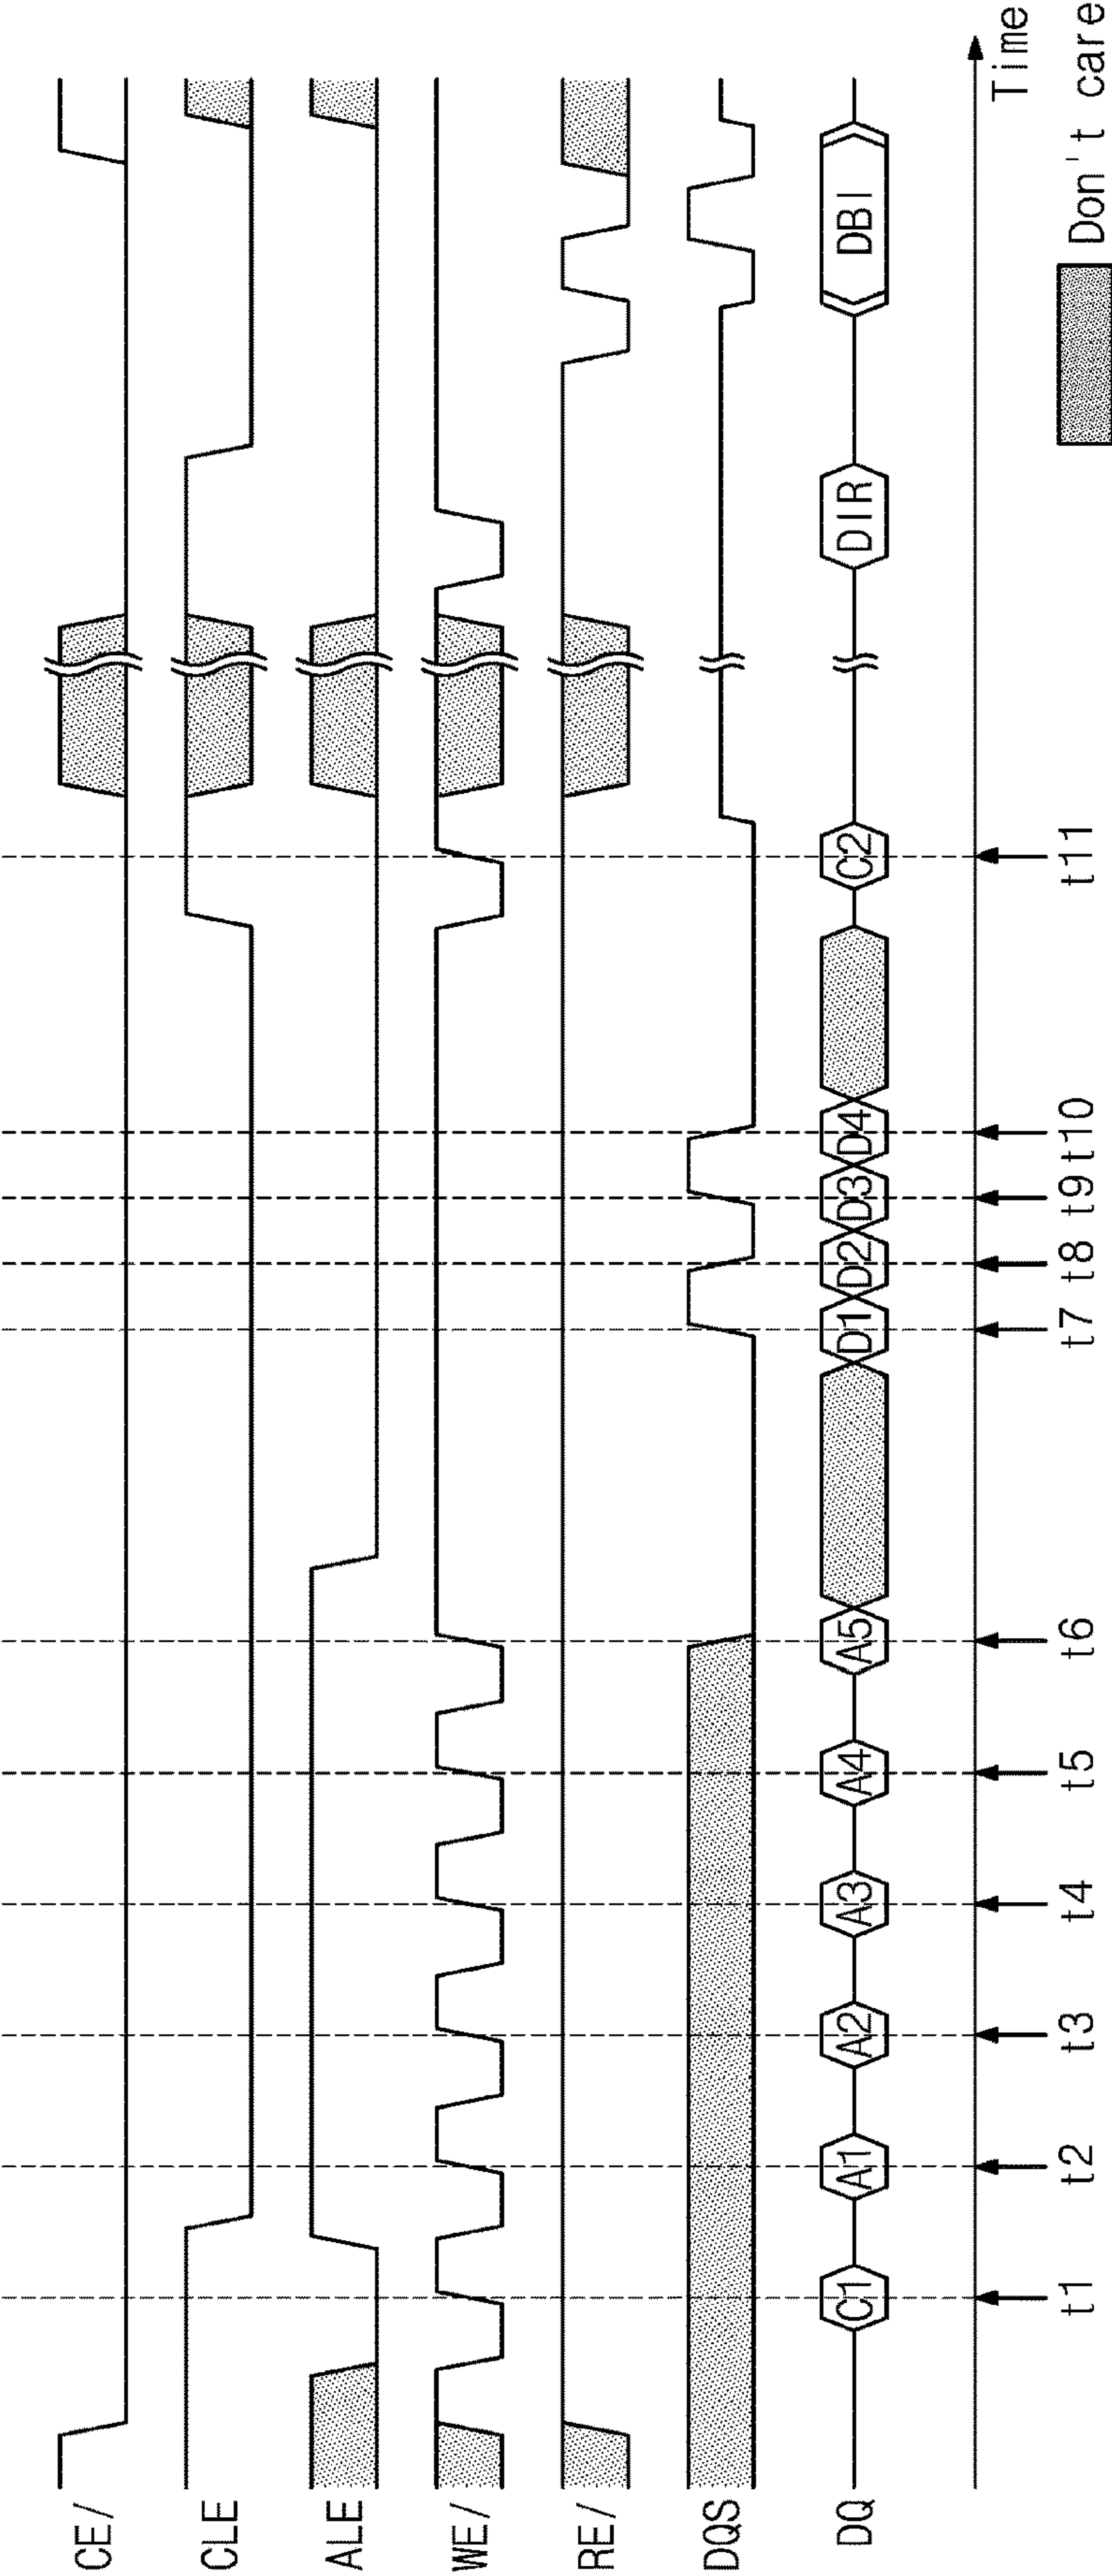 CE/
CLE
ALE
WE/
RE/
DQS
DQ
C1 A1 A2 A3 A4 A5 D1 D2 D3 D4 C2 DIR DBI
Time
t1 t2 t3 t4 t5 t6 t7 t8 t9 t10 t11
Don't care